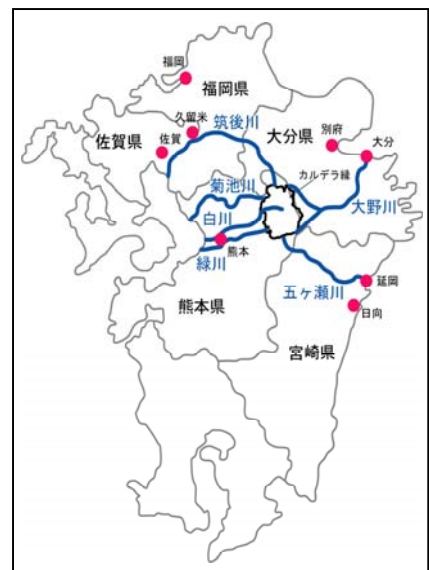 福岡
福岡県
久留米
筑後川
佐賀県
佐賀
大分県
別府
大分
カルデラ縁
菊池川
白川
大野川
熊本
緑川
五ヶ瀬川
延岡
日向
熊本県
宮崎県